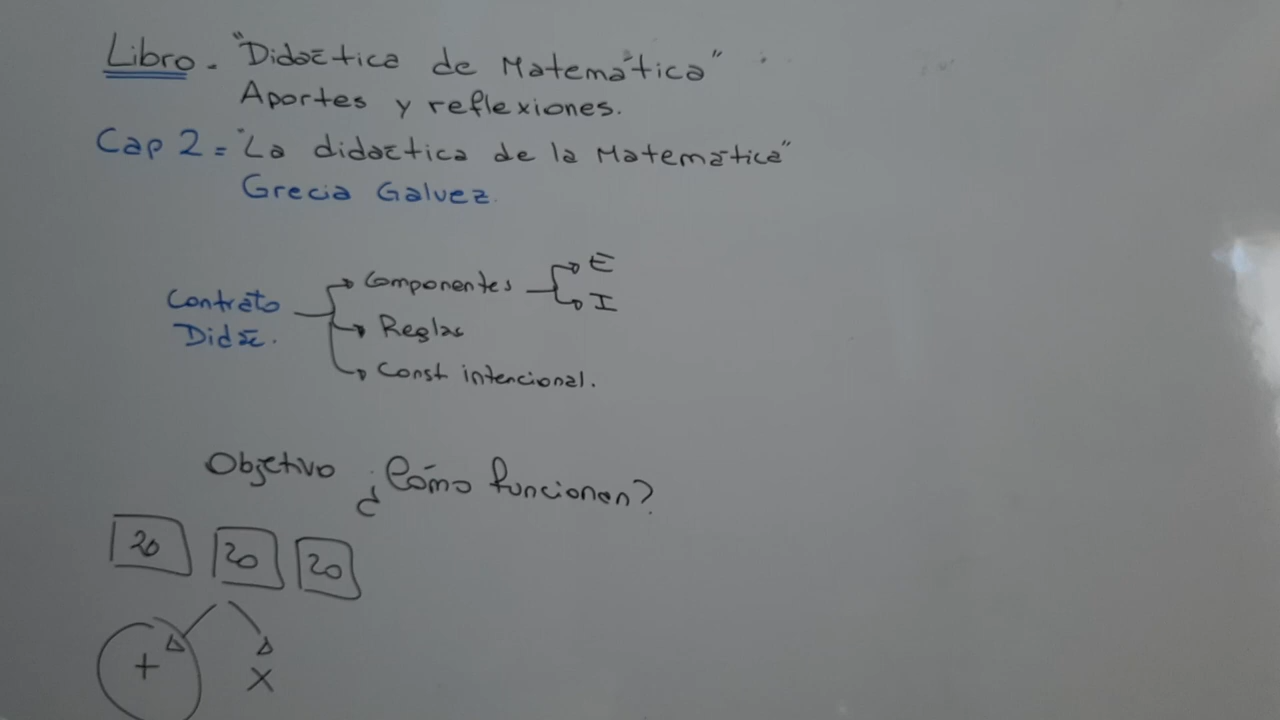 Libro. "Didáctica de Matemática"
Aportes y reflexiones.
Cap 2 = "La didáctica de la Matemática"
Grecia Galvez.
Contrato Didác.
Componentes
E
I
Reglas
Const intencional.
Objetivo ¿Cómo funcionan?
20 20 20
+ x